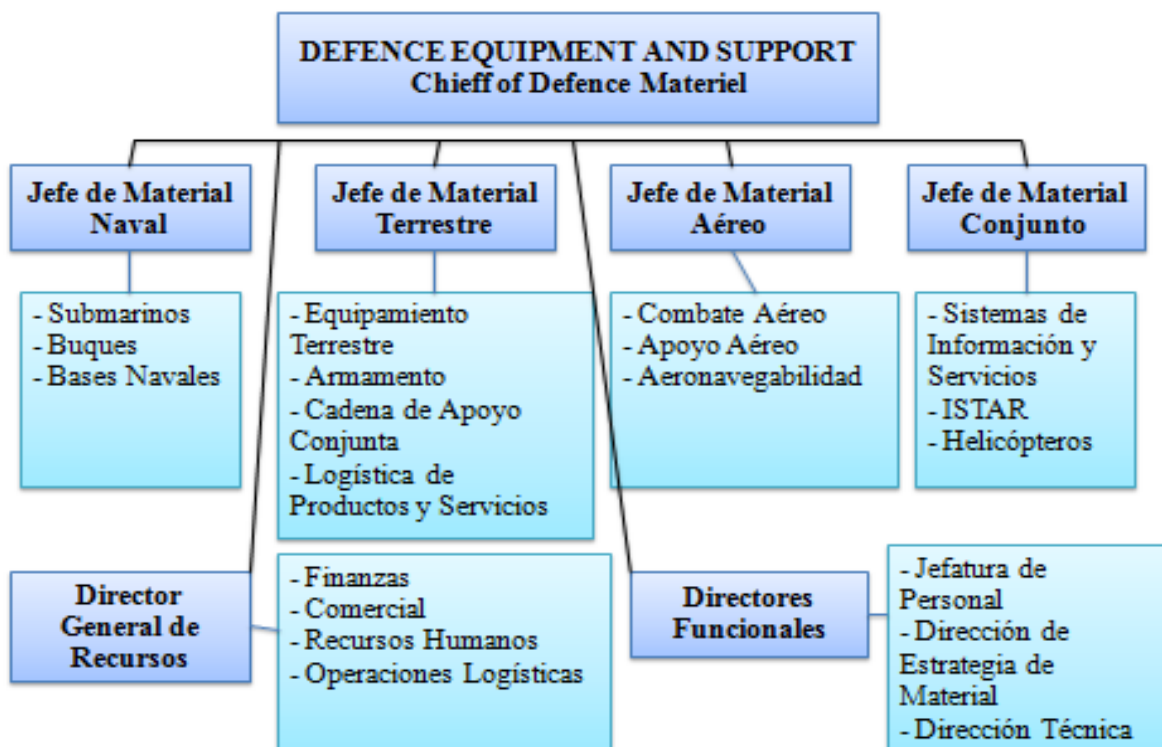 DEFENCE EQUIPMENT AND SUPPORT
Chieff of Defence Materiel
Jefe de Material
Naval
Jefe de Material
Terrestre
Jefe de Material
Aéreo
Jefe de Material
Conjunto
- Submarinos
- Buques
- Bases Navales
- Equipamiento
Terrestre
- Armamento
- Cadena de Apoyo
Conjunta
- Logística de
Productos y Servicios
- Combate Aéreo
- Apoyo Aéreo
- Aeronavegabilidad
- Sistemas de
Información y
Servicios
- ISTAR
- Helicópteros
Director
General de
Recursos
- Finanzas
- Comercial
- Recursos Humanos
- Operaciones Logísticas
Directores
Funcionales
- Jefatura de
Personal
- Dirección de
Estrategia de
Material
- Dirección Técnica